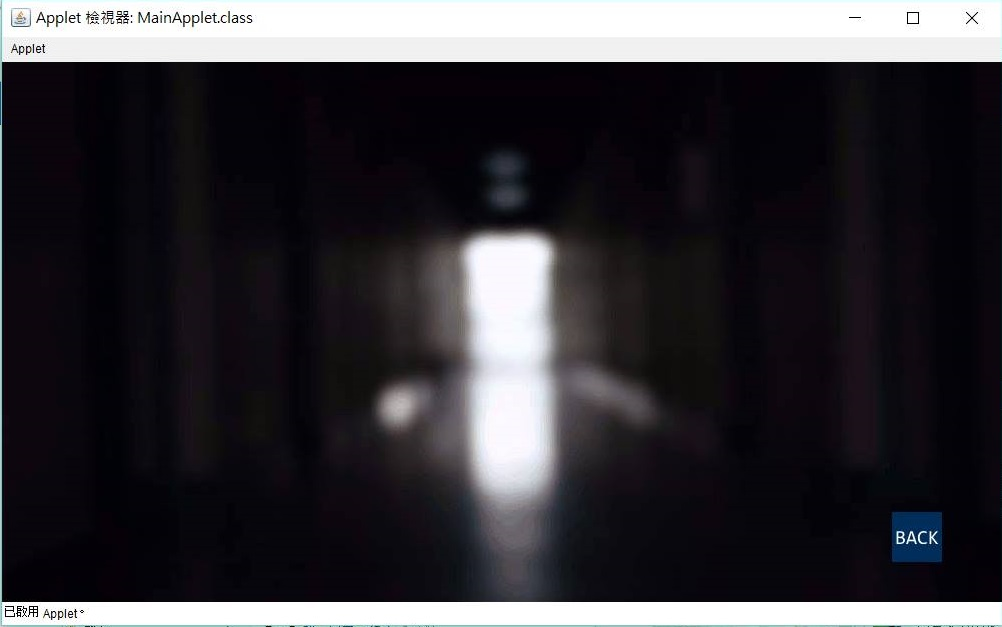 Applet 檢視器: MainApplet.class
Applet
BACK
已啟用 Applet。